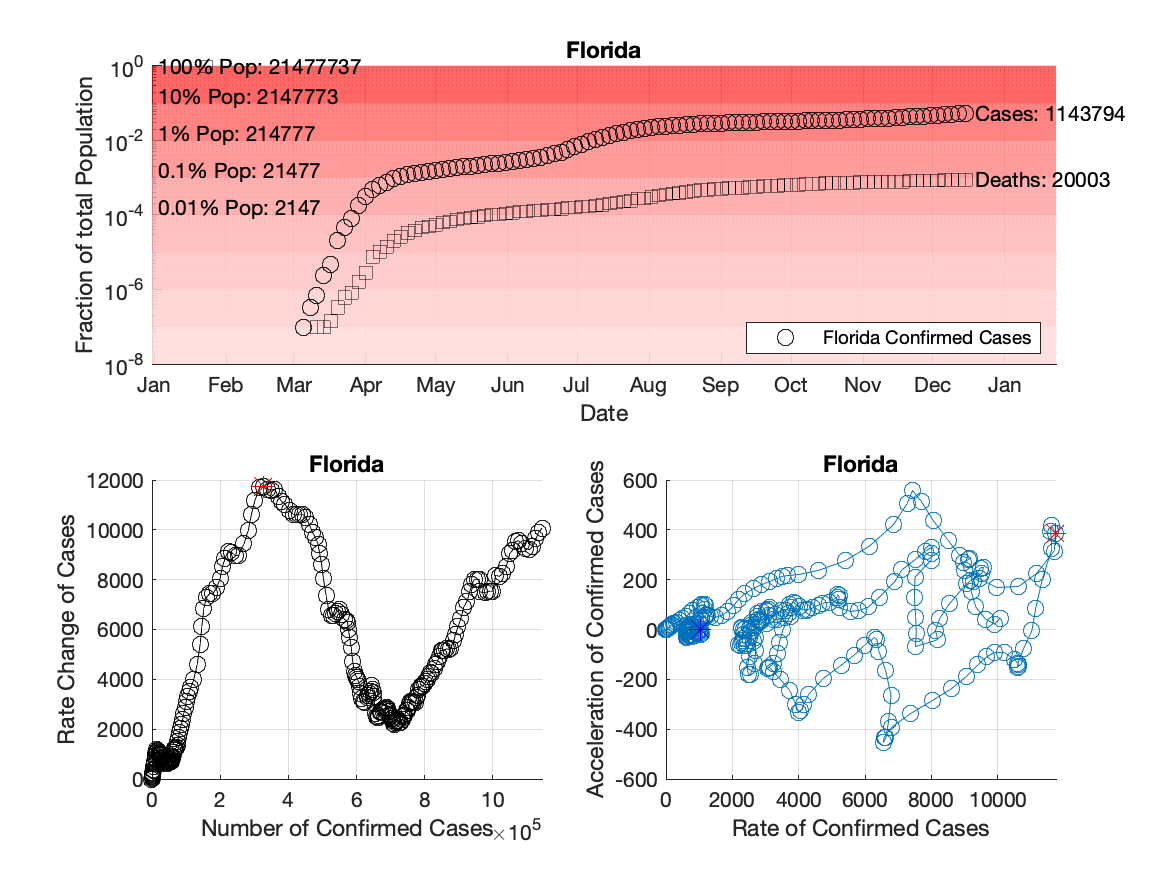 Florida
10^0
10^-2
10^-4
10^-6
10^-8
Fraction of total Population
100% Pop: 21477737
10% Pop: 2147773
1% Pop: 214777
0.1% Pop: 21477
0.01% Pop: 2147
Cases: 1143794
Deaths: 20003
Florida Confirmed Cases
Jan Feb Mar Apr May Jun Jul Aug Sep Oct Nov Dec Jan
Date
Florida
12000
10000
8000
6000
4000
2000
0
Rate Change of Cases
0 2 4 6 8 10
Number of Confirmed Cases ×10^5
Florida
600
400
200
0
-200
-400
-600
Acceleration of Confirmed Cases
0 2000 4000 6000 8000 10000
Rate of Confirmed Cases